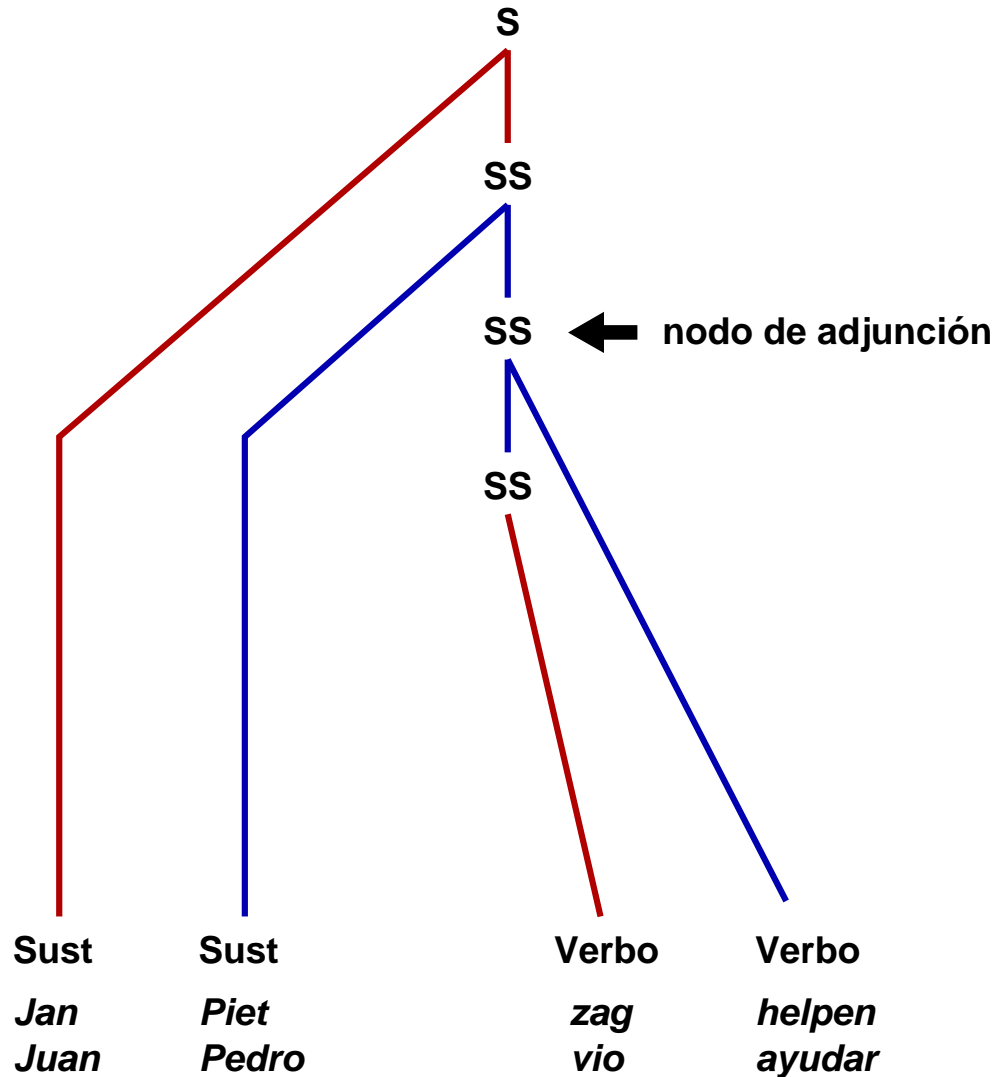 S
SS
SS
nodo de adjunción
SS
Sust Sust Verbo Verbo
Jan Piet zag helpen
Juan Pedro vio ayudar